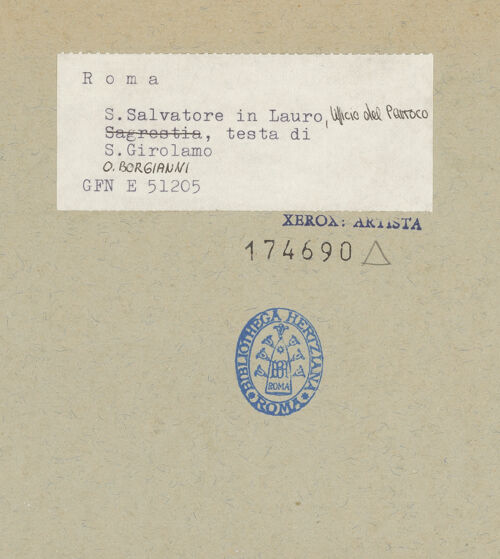 Roma
S.Salvatore in Lauro, Ufficio del Parroco
Sagrestia, testa di
S.Girolamo
O. BORGIANNI
GFN E 51205
XEROX: ARTISTA
174690
BIBLIOTHECA HERTZIANA
BH
ROMA
ROMA